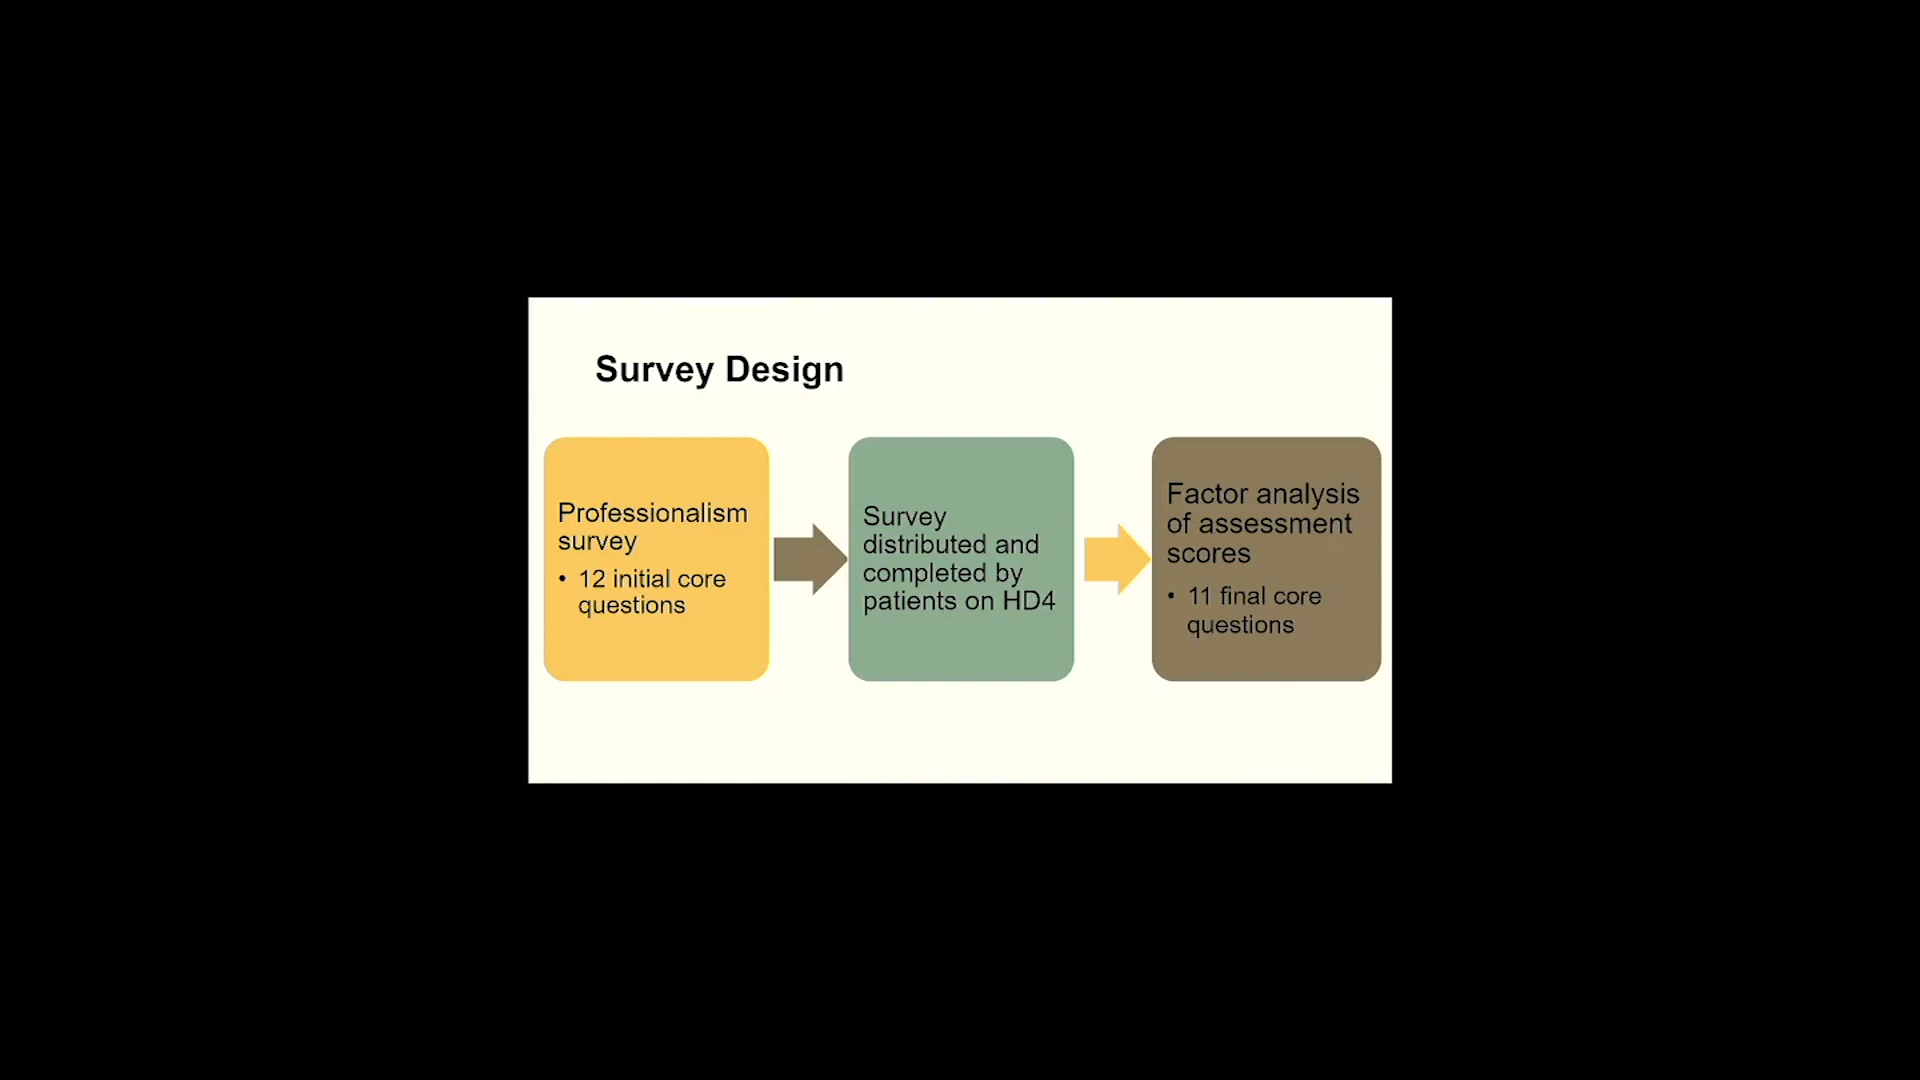 Survey Design
Professionalism
survey
• 12 initial core
questions
Survey
distributed and
completed by
patients on HD4
Factor analysis
of assessment
scores
• 11 final core
questions